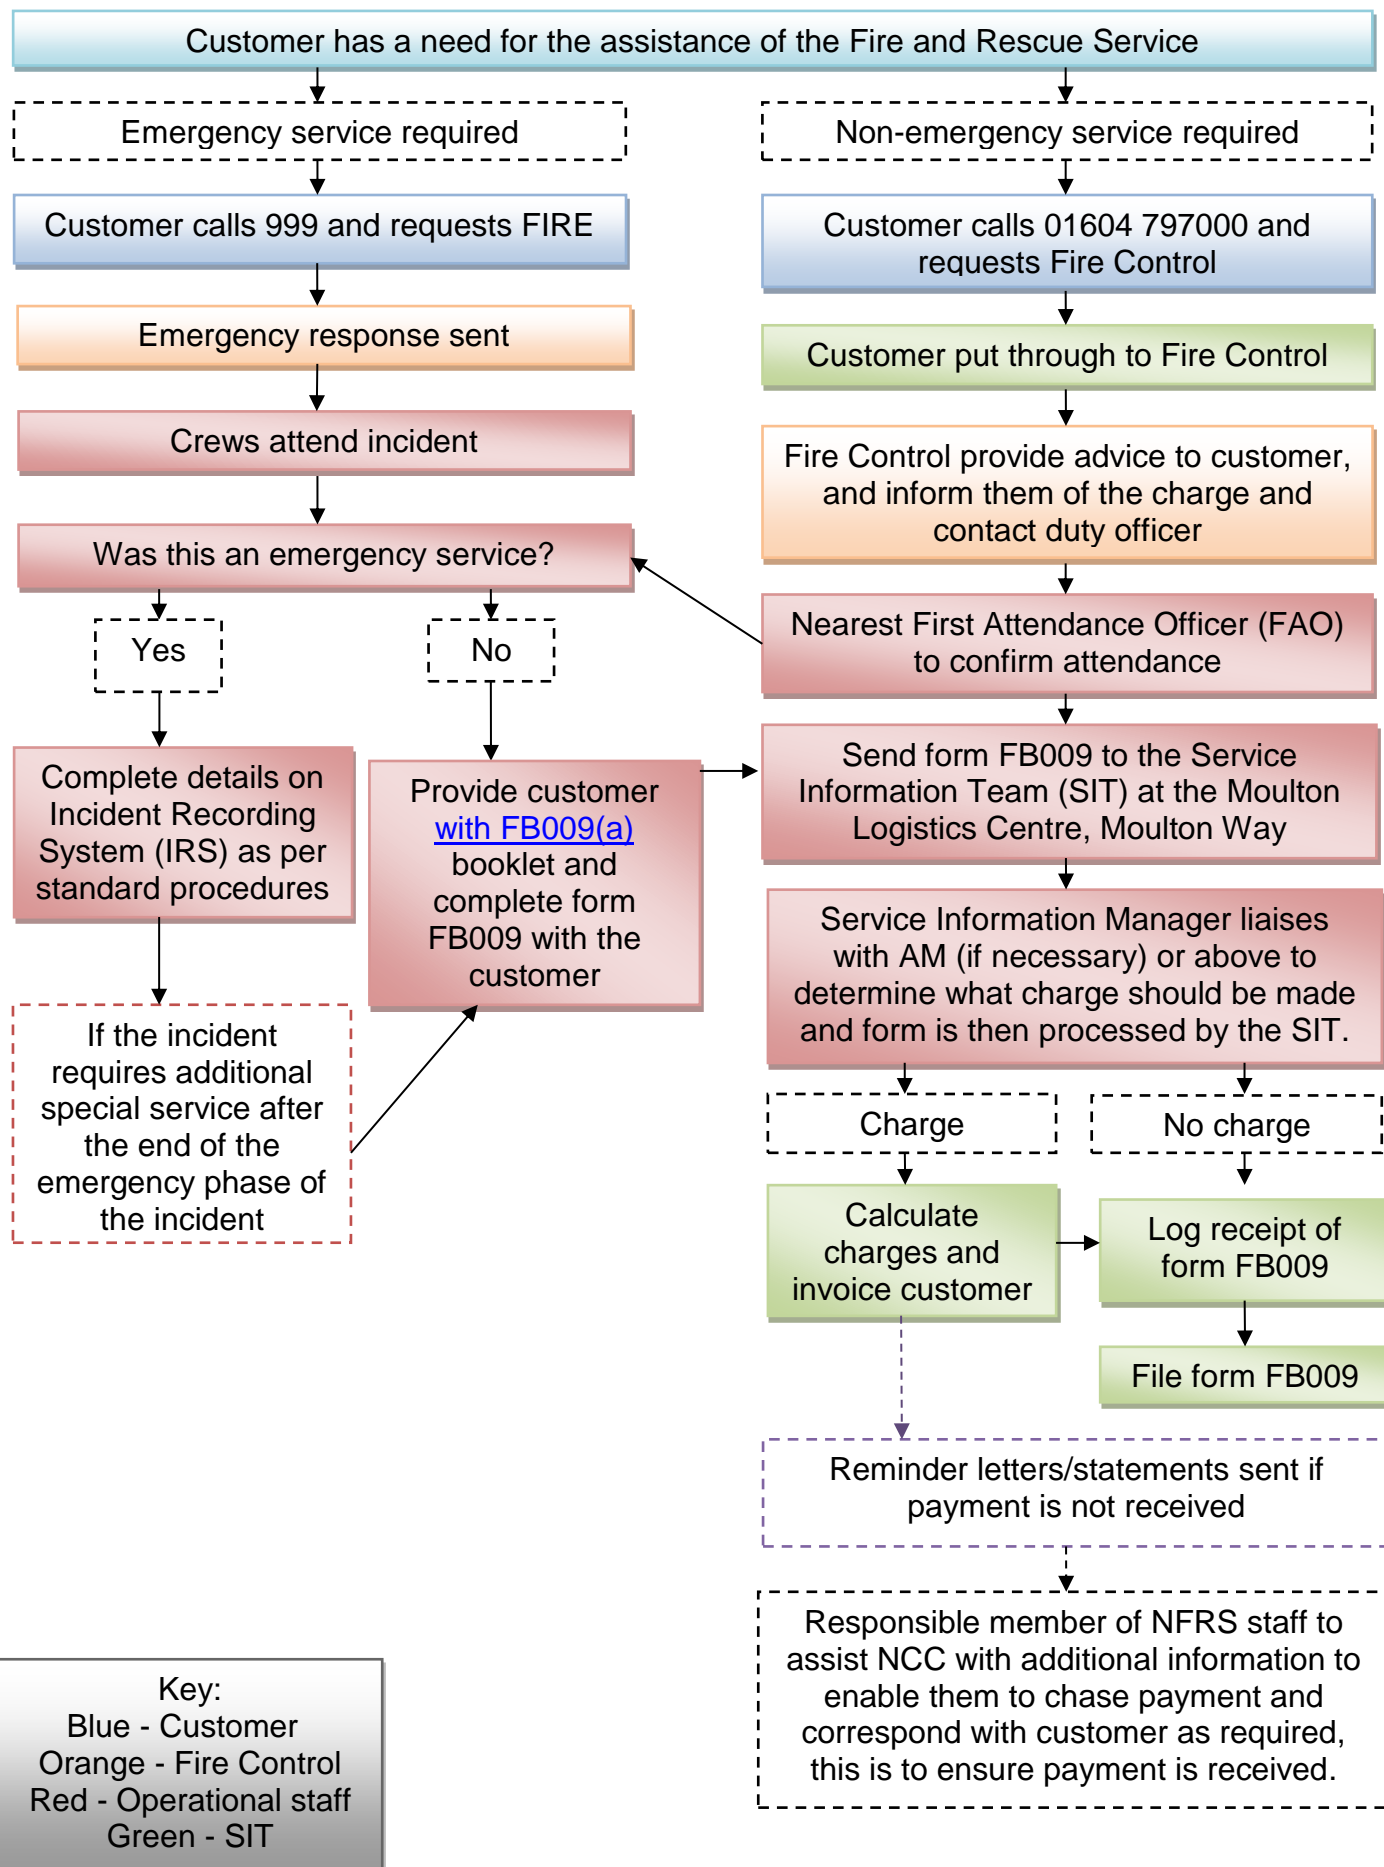 Customer has a need for the assistance of the Fire and Rescue Service
Emergency service required
Customer calls 999 and requests FIRE
Emergency response sent
Crews attend incident
Was this an emergency service?
Yes
No
Complete details on
Incident Recording
System (IRS) as per
standard procedures
If the incident
requires additional
special service after
the end of the
emergency phase of
the incident
Provide customer
with FB009(a)
booklet and
complete form
FB009 with the
customer
Non-emergency service required
Customer calls 01604 797000 and
requests Fire Control
Customer put through to Fire Control
Fire Control provide advice to customer,
and inform them of the charge and
contact duty officer
Nearest First Attendance Officer (FAO)
to confirm attendance
Send form FB009 to the Service
Information Team (SIT) at the Moulton
Logistics Centre, Moulton Way
Service Information Manager liaises
with AM (if necessary) or above to
determine what charge should be made
and form is then processed by the SIT.
Charge
No charge
Calculate
charges and
invoice customer
Log receipt of
form FB009
File form FB009
Reminder letters/statements sent if
payment is not received
Responsible member of NFRS staff to
assist NCC with additional information to
enable them to chase payment and
correspond with customer as required,
this is to ensure payment is received.
Key:
Blue - Customer
Orange - Fire Control
Red - Operational staff
Green - SIT